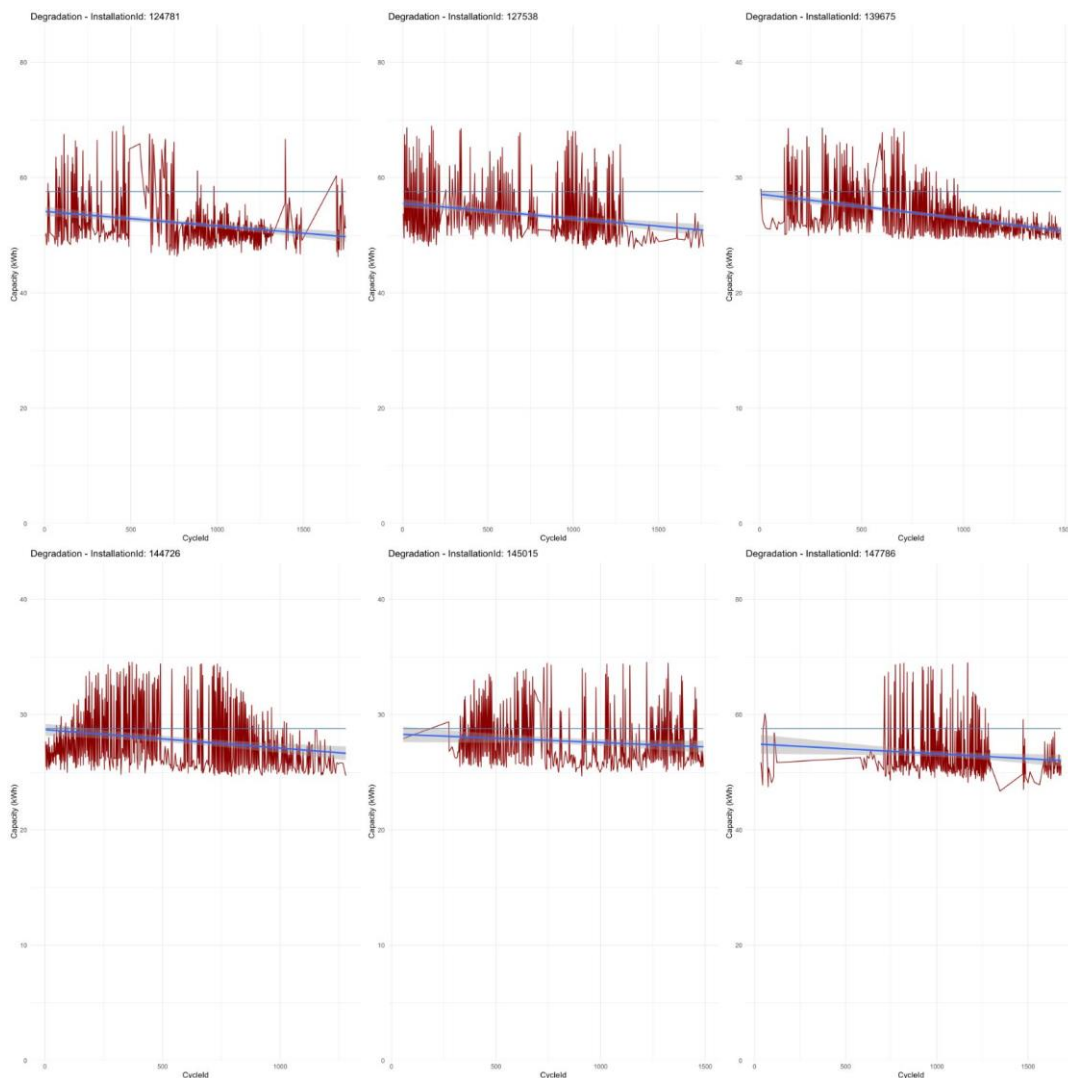 Degradation - InstallationId: 124781
80
60
40
20
0
Capacity (kWh)
0 500 1000 1500
CycleId
Degradation - InstallationId: 127538
80
60
40
20
0
Capacity (kWh)
0 500 1000 1500
CycleId
Degradation - InstallationId: 139675
40
30
20
10
0
Capacity (kWh)
0 500 1000 1500
CycleId
Degradation - InstallationId: 144726
40
30
20
10
0
Capacity (kWh)
0 500 1000
CycleId
Degradation - InstallationId: 145015
40
30
20
10
0
Capacity (kWh)
0 500 1000 1500
CycleId
Degradation - InstallationId: 147786
80
60
40
20
0
Capacity (kWh)
0 500 1000 1500
CycleId